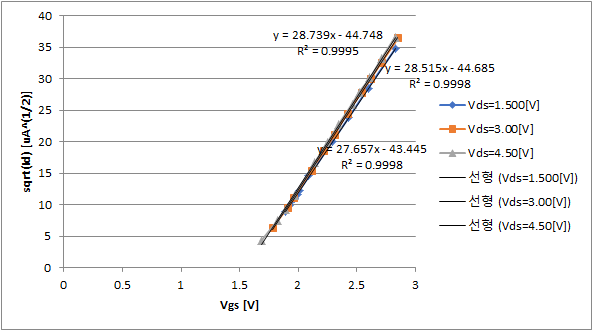 y = 28.739x - 44.748
R² = 0.9995
y = 28.515x - 44.685
R² = 0.9998
y = 27.657x - 43.445
R² = 0.9998
40
35
30
25
20
15
10
5
0
sqrt(Id) [uA^(1/2)]
0
0.5
1
1.5
2
2.5
3
Vgs [V]
Vds=1.500[V]
Vds=3.00[V]
Vds=4.50[V]
선형 (Vds=1.500[V])
선형 (Vds=3.00[V])
선형 (Vds=4.50[V])